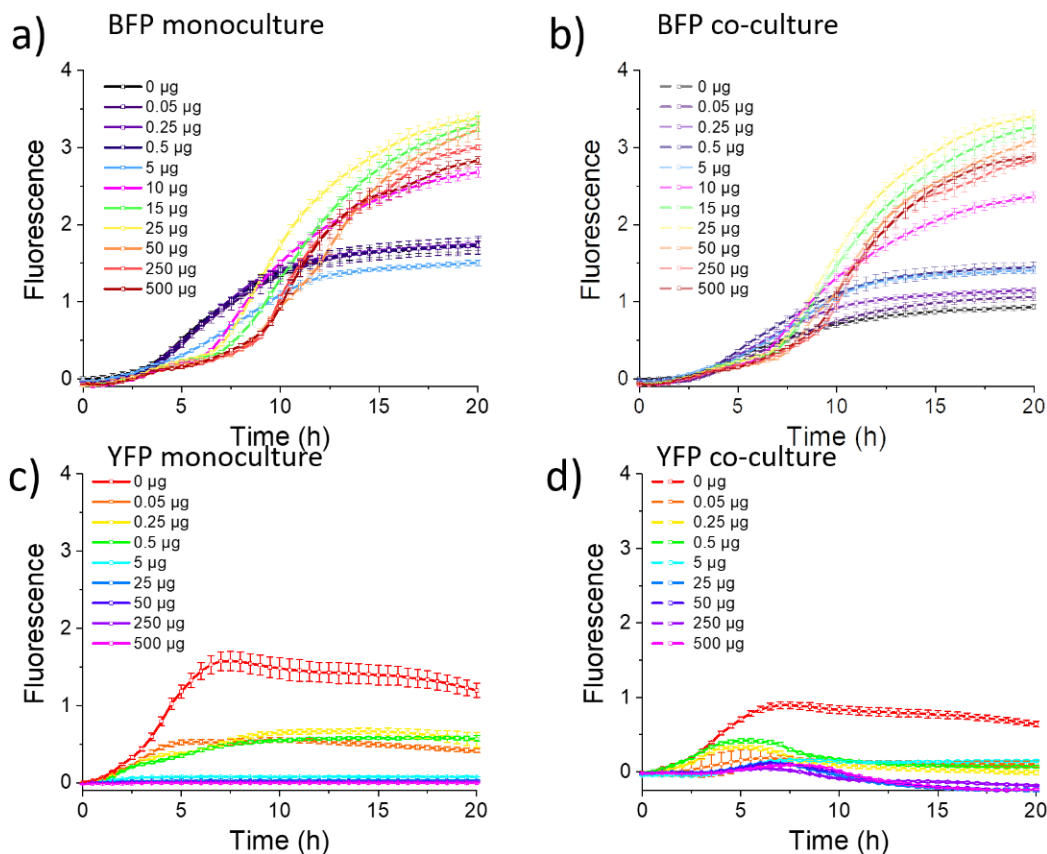 a)
BFP monoculture
4
3
2
1
0
Fluorescence
0 µg
0.05 µg
0.25 µg
0.5 µg
5 µg
10 µg
15 µg
25 µg
50 µg
250 µg
500 µg
0 5 10 15 20
Time (h)
b)
BFP co-culture
4
3
2
1
0
Fluorescence
0 µg
0.05 µg
0.25 µg
0.5 µg
5 µg
10 µg
15 µg
25 µg
50 µg
250 µg
500 µg
0 5 10 15 20
Time (h)
c)
YFP monoculture
4
3
2
1
0
Fluorescence
0 µg
0.05 µg
0.25 µg
0.5 µg
5 µg
25 µg
50 µg
250 µg
500 µg
0 5 10 15 20
Time (h)
d)
YFP co-culture
4
3
2
1
0
Fluorescence
0 µg
0.05 µg
0.25 µg
0.5 µg
5 µg
25 µg
50 µg
250 µg
500 µg
0 5 10 15 20
Time (h)